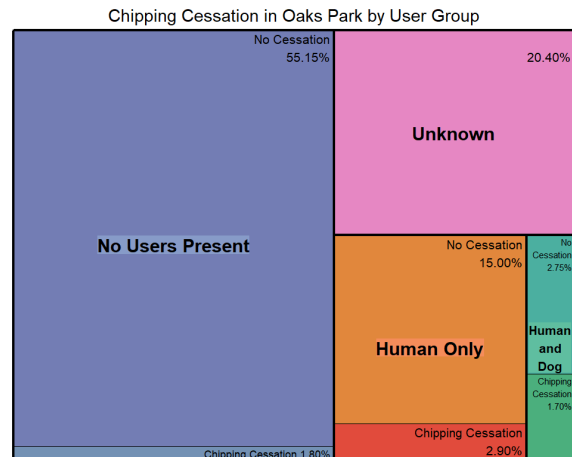 Chipping Cessation in Oaks Park by User Group
No Cessation
55.15%
No Users Present
Chipping Cessation 1.80%
20.40%
Unknown
No Cessation
15.00%
Human Only
Chipping Cessation
2.90%
No
Cessation
2.75%
Human
and
Dog
Chipping
Cessation
1.70%